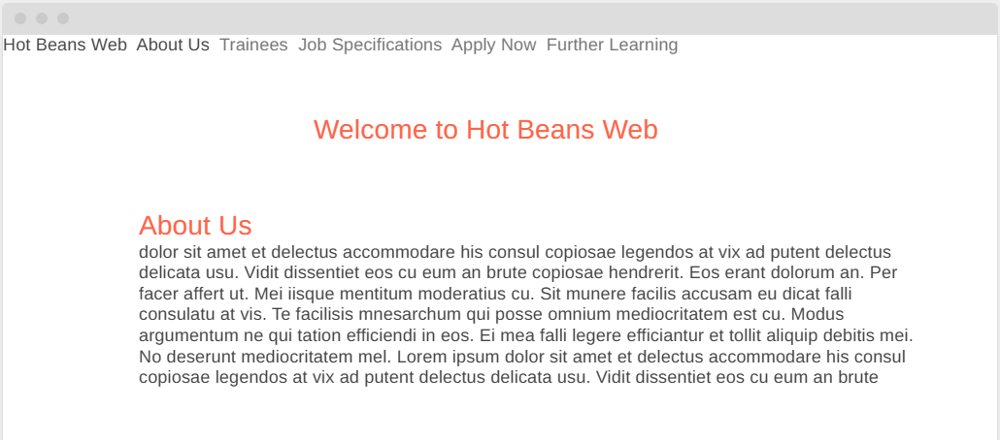 Hot Beans Web About Us Trainees Job Specifications Apply Now Further Learning
Welcome to Hot Beans Web
About Us
dolor sit amet et delectus accommodare his consul copiosae legendos at vix ad putent delectus
delicata usu. Vidit dissentiet eos cu eum an brute copiosae hendrerit. Eos erant dolorum an. Per
facer affert ut. Mei iisque mentitum moderatius cu. Sit munere facilis accusam eu dicat falli
consulatu at vis. Te facilisis mnesarchum qui posse omnium mediocritatem est cu. Modus
argumentum ne qui tation efficiendi in eos. Ei mea falli legere efficiantur et tollit aliquip debitis mei.
No deserunt mediocritatem mel. Lorem ipsum dolor sit amet et delectus accommodare his consul
copiosae legendos at vix ad putent delectus delicata usu. Vidit dissentiet eos cu eum an brute